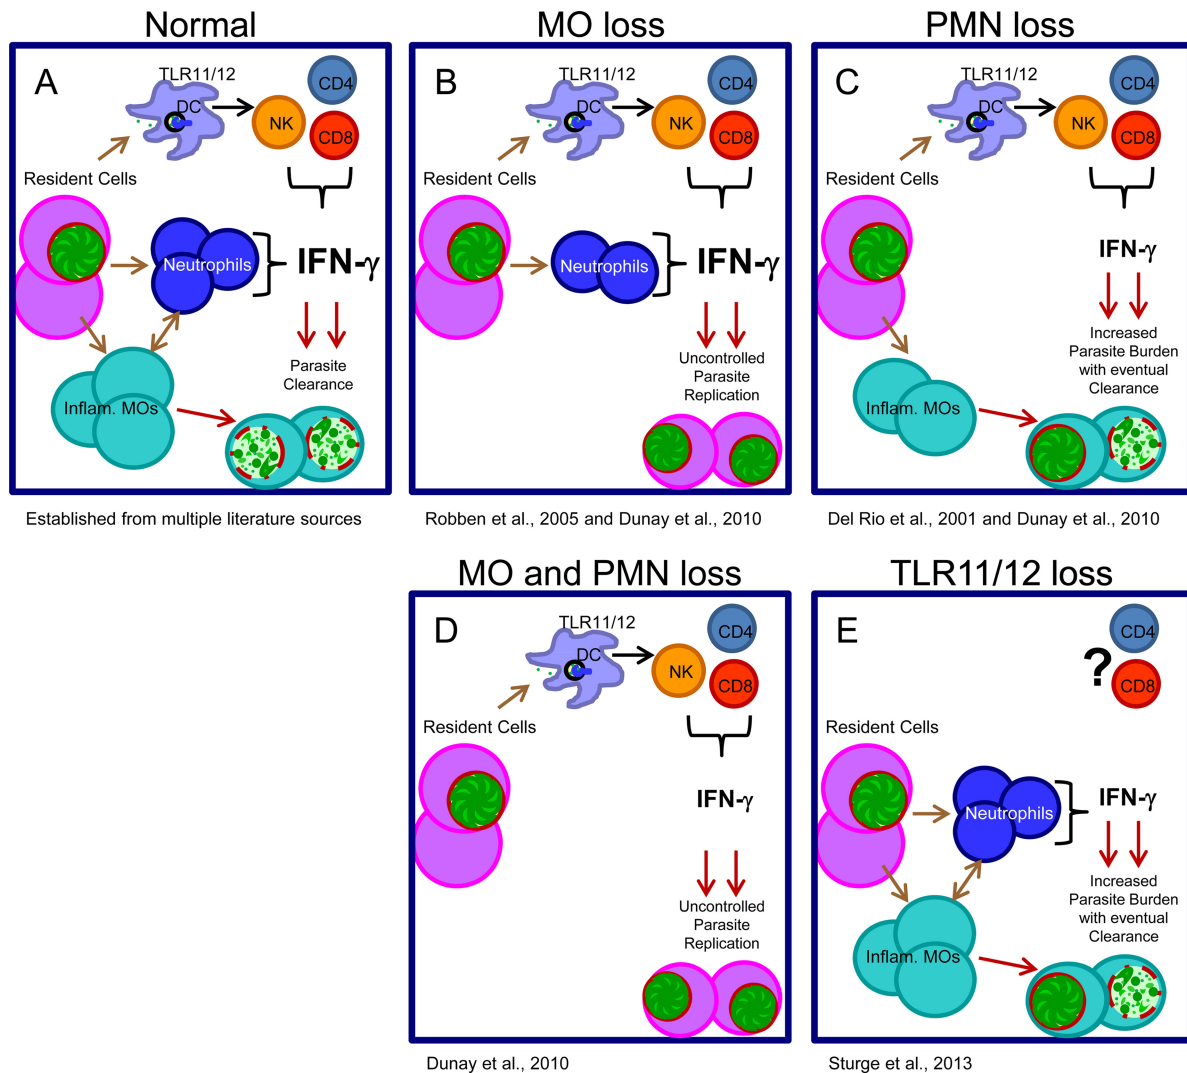 Normal
MO loss
PMN loss
A
TLR11/12
DC
NK
CD4
CD8
Resident Cells
Neutrophils
IFN-γ
Parasite
Clearance
Inflam. MOs
Established from multiple literature sources
B
TLR11/12
DC
NK
CD4
CD8
Resident Cells
Neutrophils
IFN-γ
Uncontrolled
Parasite
Replication
Robben et al., 2005 and Dunay et al., 2010
C
TLR11/12
DC
NK
CD4
CD8
Resident Cells
IFN-γ
Increased
Parasite Burden
with eventual
Clearance
Inflam. MOs
Del Rio et al., 2001 and Dunay et al., 2010
MO and PMN loss
TLR11/12 loss
D
TLR11/12
DC
NK
CD4
CD8
Resident Cells
IFN-γ
Uncontrolled
Parasite
Replication
Dunay et al., 2010
E
CD4
?
CD8
Resident Cells
Neutrophils
IFN-γ
Increased
Parasite Burden
with eventual
Clearance
Inflam. MOs
Sturge et al., 2013